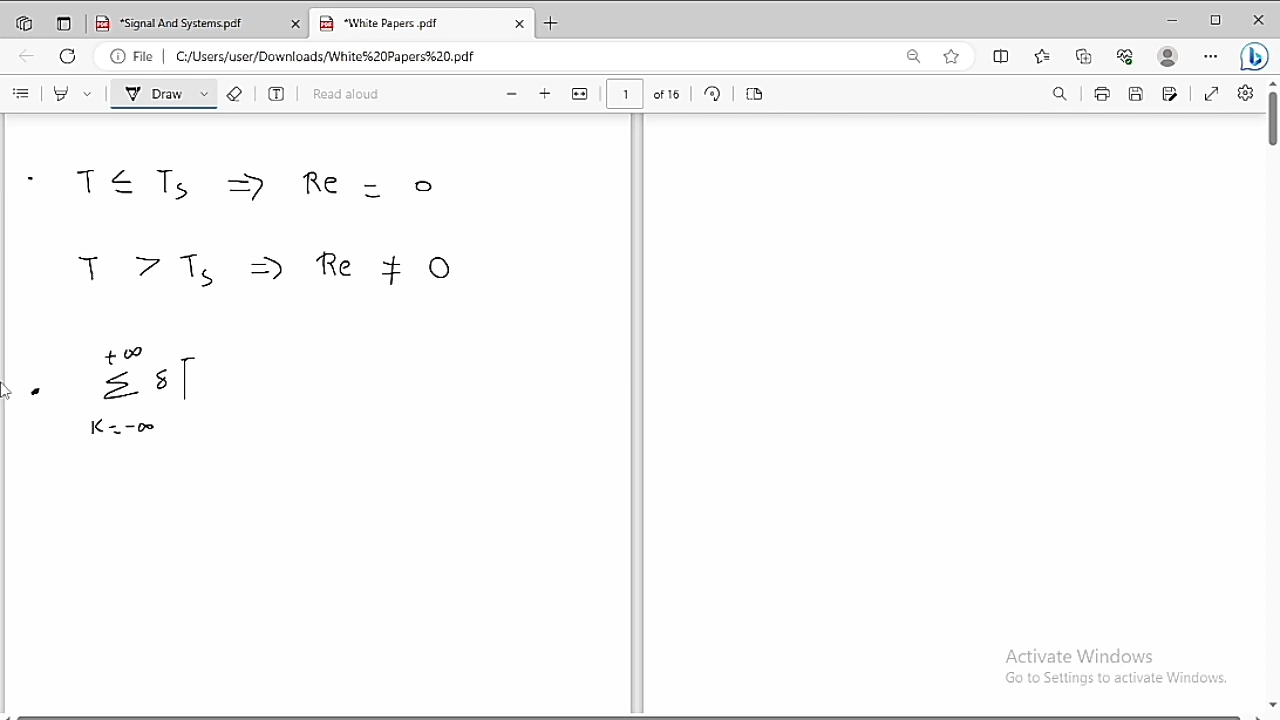 *Signal And Systems.pdf
*White Papers .pdf
File
C:/Users/user/Downloads/White%20Papers%20.pdf
Draw
Read aloud
1
of 16
. T ≤ Ts ⇒ Re = 0
T > Ts ⇒ Re ≠ 0
+∞
. Σ δ [
K=-∞
Activate Windows
Go to Settings to activate Windows.